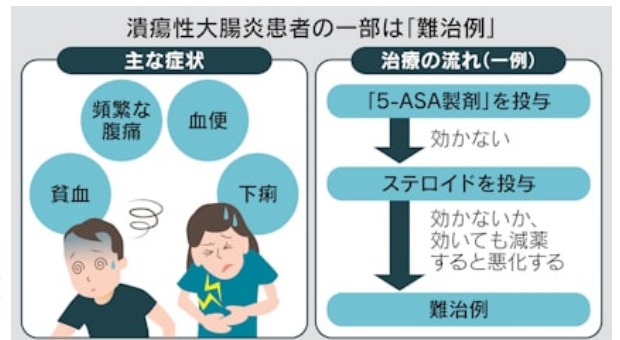 潰瘍性大腸炎患者の一部は「難治例」
主な症状
頻繁な
腹痛
血便
貧血
下痢
治療の流れ(一例)
「5-ASA製剤」を投与
効かない
ステロイドを投与
効かないか、
効いても減薬
すると悪化する
難治例